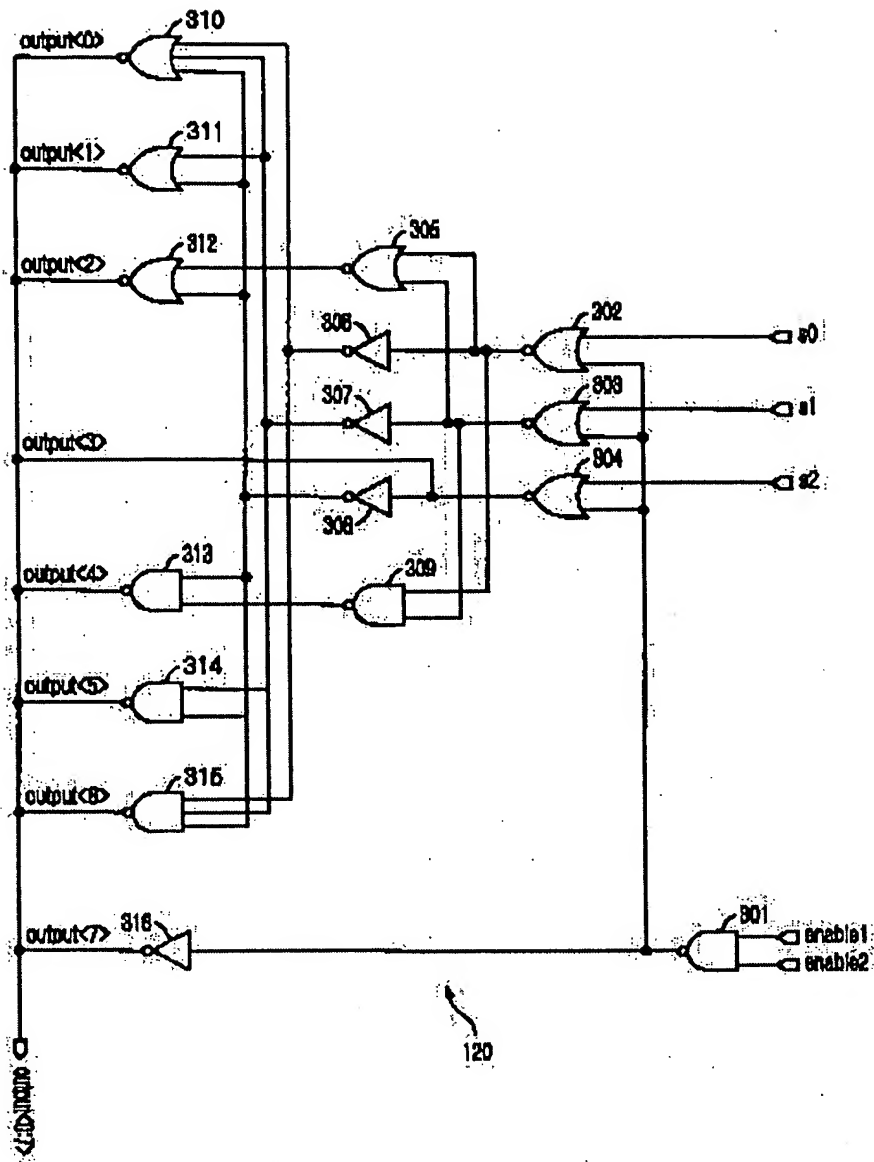 310
output<0>
311
output<1>
312
output<2>
305
302
306
s0
303
307
s1
output<3>
304
s2
308
313
309
output<4>
314
output<5>
315
output<6>
316
output<7>
301
enable1
enable2
120
output<0:7>